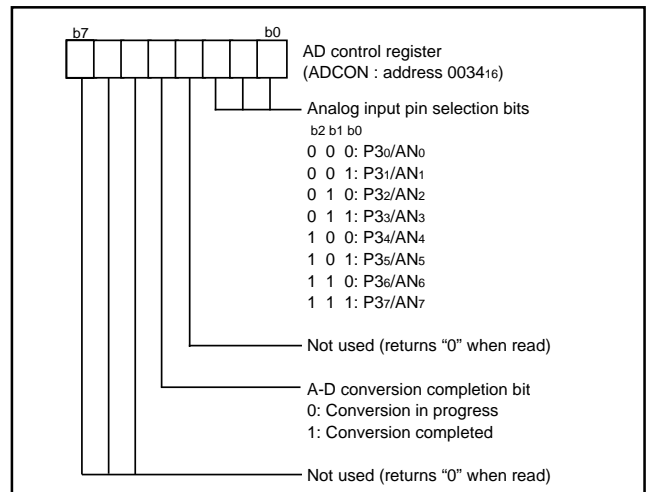 b7 b0
AD control register
(ADCON : address 0034₁₆)
Analog input pin selection bits
b2 b1 b0
0 0 0: P3₀/AN₀
0 0 1: P3₁/AN₁
0 1 0: P3₂/AN₂
0 1 1: P3₃/AN₃
1 0 0: P3₄/AN₄
1 0 1: P3₅/AN₅
1 1 0: P3₆/AN₆
1 1 1: P3₇/AN₇
Not used (returns “0” when read)
A-D conversion completion bit
0: Conversion in progress
1: Conversion completed
Not used (returns “0” when read)